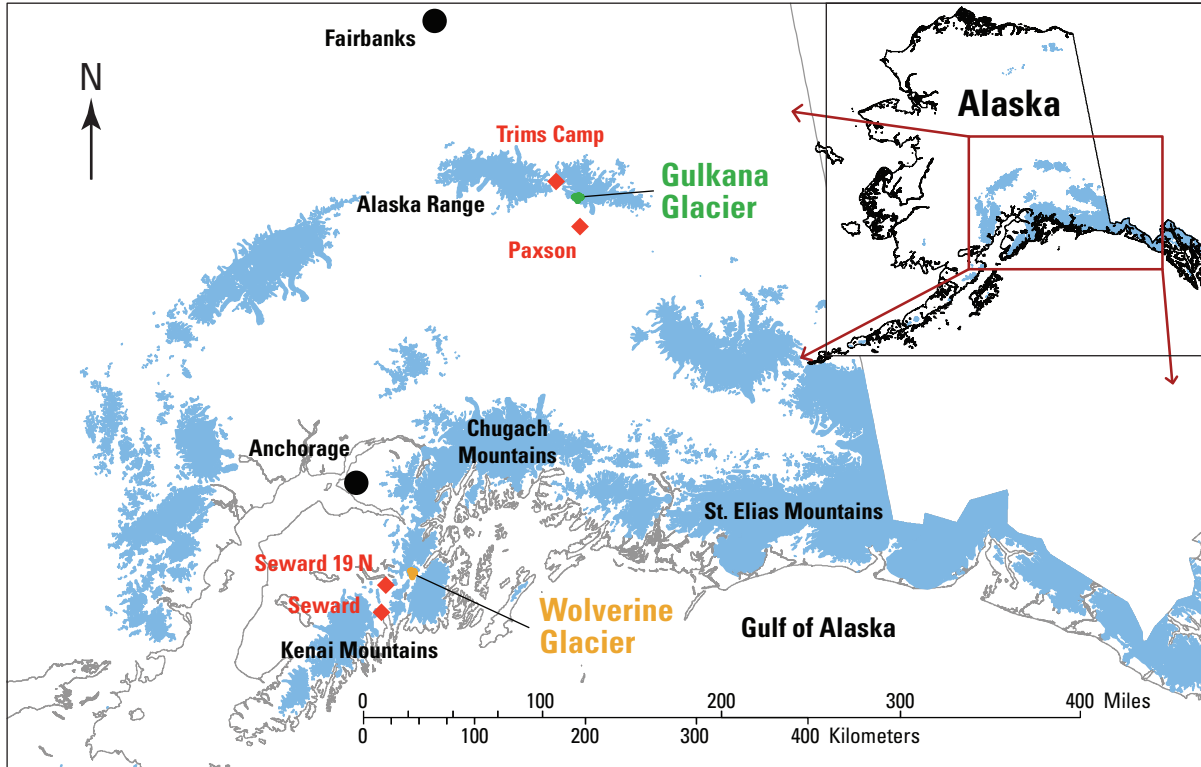 Fairbanks
N
Alaska
Trims Camp
Gulkana
Glacier
Alaska Range
Paxson
Chugach
Mountains
Anchorage
St. Elias Mountains
Seward 19 N
Seward
Wolverine
Glacier
Gulf of Alaska
Kenai Mountains
0 100 200 300 400 Miles
0 100 200 300 400 Kilometers